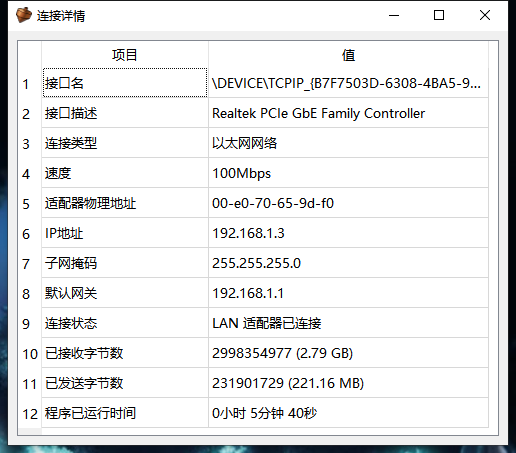 连接详情
项目 值
1 接口名 \DEVICE\TCPIP_{B7F7503D-6308-4BA5-9...
2 接口描述 Realtek PCIe GbE Family Controller
3 连接类型 以太网网络
4 速度 100Mbps
5 适配器物理地址 00-e0-70-65-9d-f0
6 IP地址 192.168.1.3
7 子网掩码 255.255.255.0
8 默认网关 192.168.1.1
9 连接状态 LAN 适配器已连接
10 已接收字节数 2998354977 (2.79 GB)
11 已发送字节数 231901729 (221.16 MB)
12 程序已运行时间 0小时 5分钟 40秒